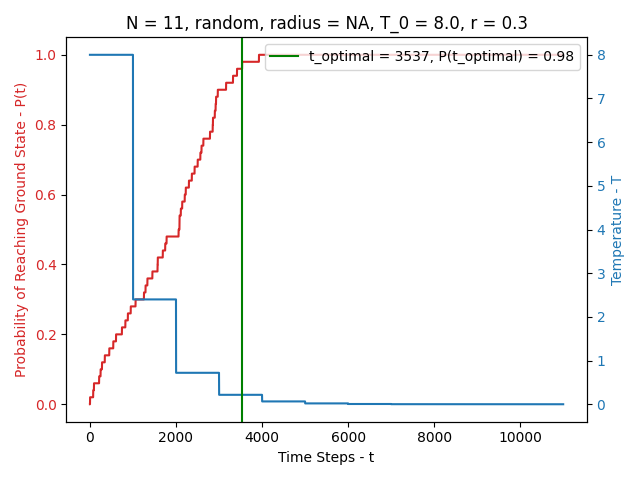 N = 11, random, radius = NA, T_0 = 8.0, r = 0.3
t_optimal = 3537, P(t_optimal) = 0.98
Probability of Reaching Ground State - P(t)
1.0
0.8
0.6
0.4
0.2
0.0
8
7
6
5
4
3
2
1
0
Temperature - T
0 2000 4000 6000 8000 10000
Time Steps - t